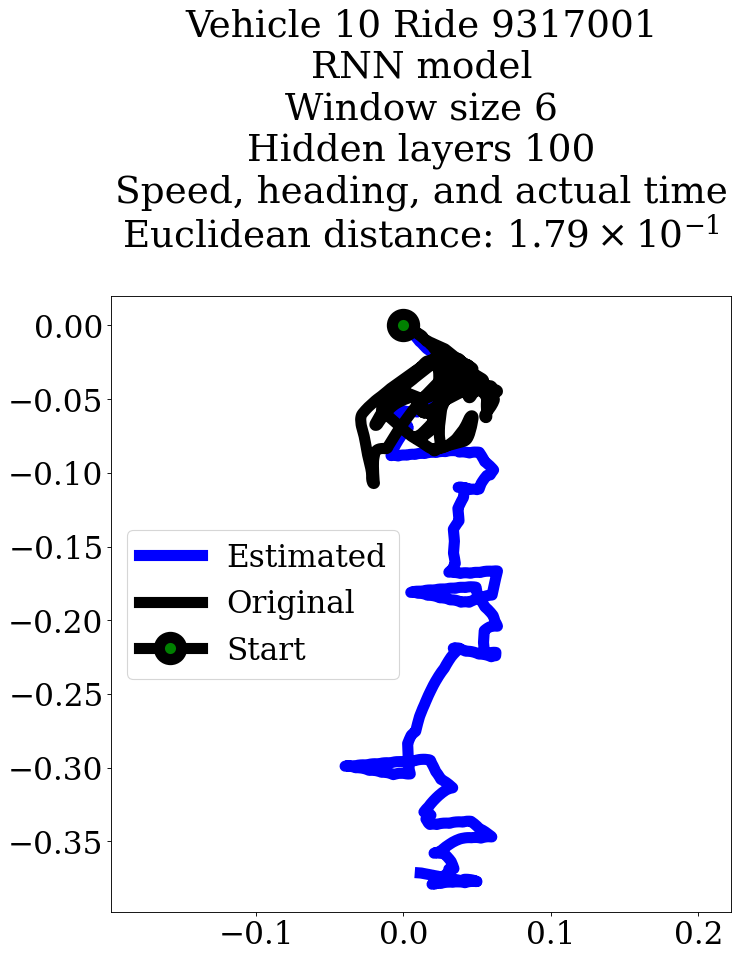 Vehicle 10 Ride 9317001
RNN model
Window size 6
Hidden layers 100
Speed, heading, and actual time
Euclidean distance: 1.79 × 10⁻¹
0.00
−0.05
−0.10
−0.15
−0.20
−0.25
−0.30
−0.35
Estimated
Original
Start
−0.1
0.0
0.1
0.2